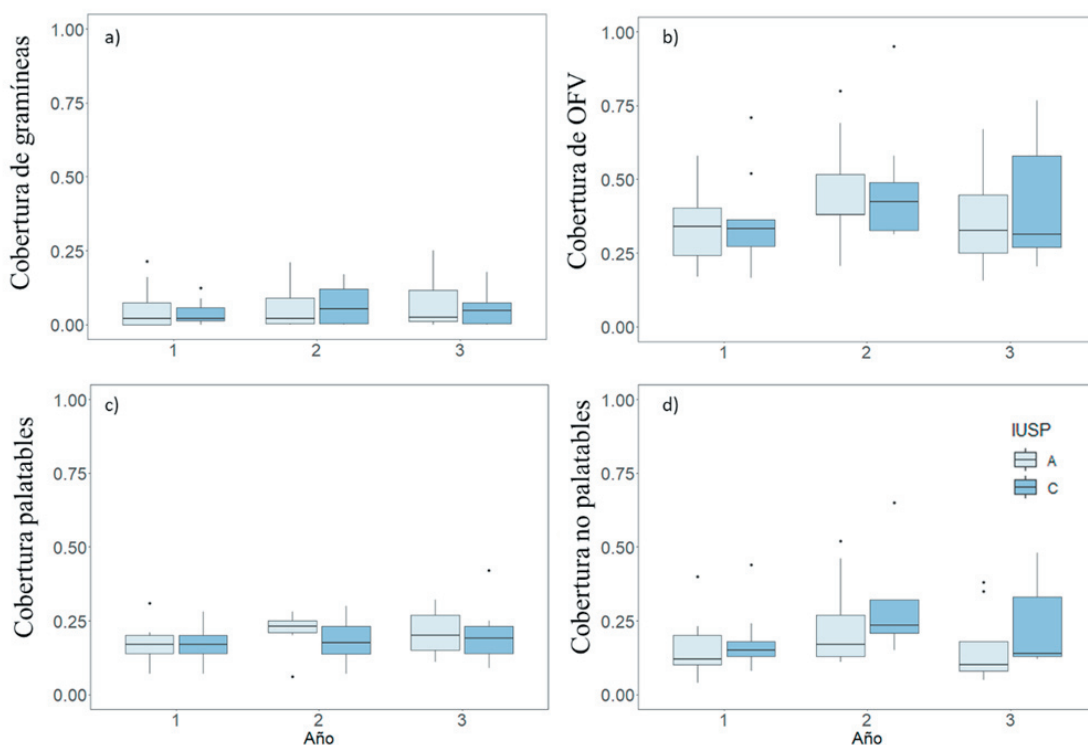 a)
Cobertura de gramíneas
1.00
0.75
0.50
0.25
0.00
1 2 3
b)
Cobertura de OFV
1.00
0.75
0.50
0.25
0.00
1 2 3
c)
Cobertura palatables
1.00
0.75
0.50
0.25
0.00
1 2 3
Año
d)
Cobertura no palatables
1.00
0.75
0.50
0.25
0.00
IUSP
A
C
1 2 3
Año